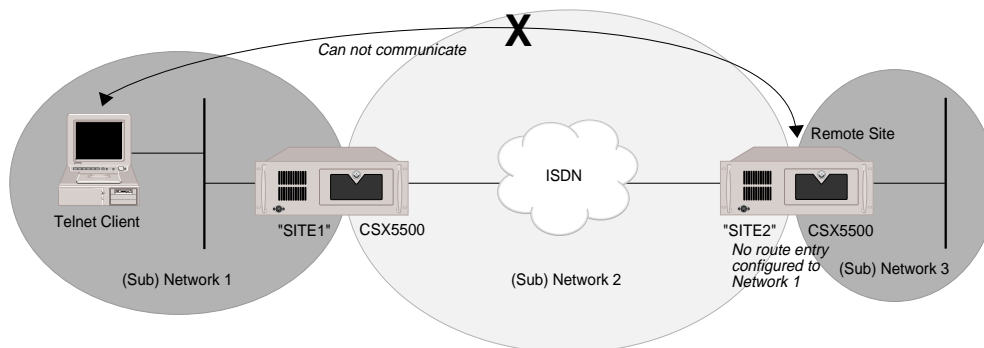 X
Can not communicate
Remote Site
ISDN
Telnet Client
"SITE1"
CSX5500
"SITE2"
CSX5500
No route entry
configured to
Network 1
(Sub) Network 1
(Sub) Network 2
(Sub) Network 3